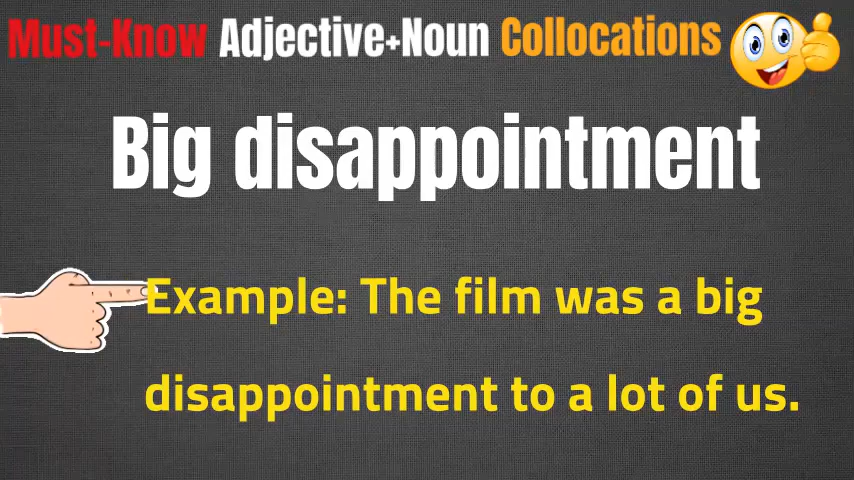 Must-Know Adjective+Noun Collocations
Big disappointment
Example: The film was a big
disappointment to a lot of us.